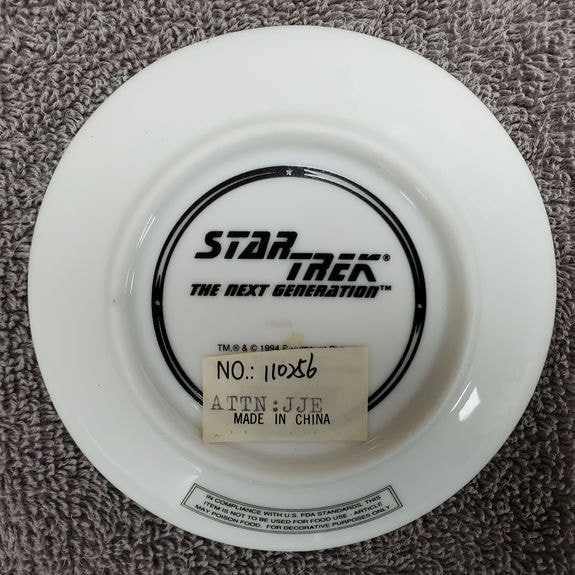 STAR
TREK®
THE NEXT GENERATION™
TM, ® & © 1994
NO.: 110256
ATTN:JJE
MADE IN CHINA
IN COMPLIANCE WITH U.S. FDA STANDARDS, THIS
ITEM IS NOT TO BE USED FOR FOOD USE - ARTICLE
MAY POISON FOOD. FOR DECORATIVE PURPOSES ONLY